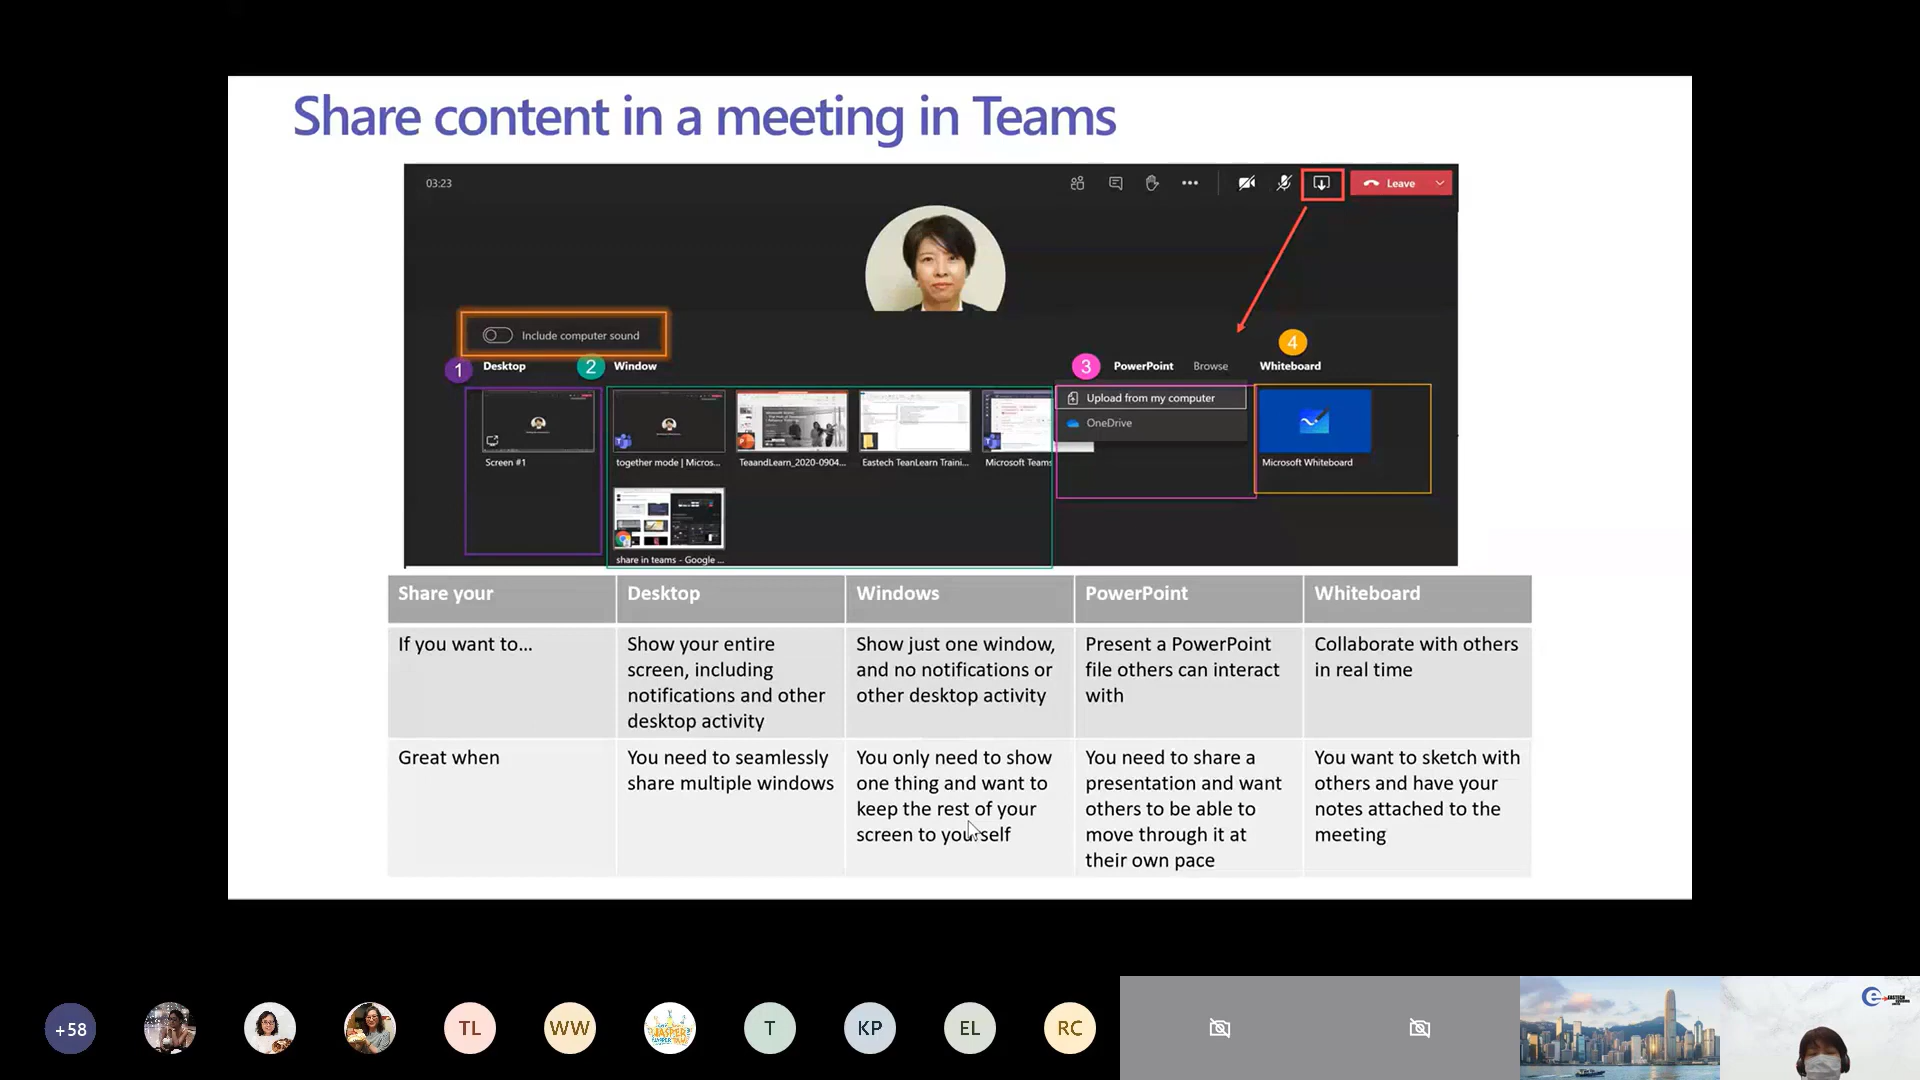 Share content in a meeting in Teams
03:23
Leave
Include computer sound
1 Desktop
2 Window
3 PowerPoint Browse
4
Whiteboard
Upload from my computer
OneDrive
Screen #1
together mode | Micros...
TeaandLearn_2020-0904...
Eastech TeanLearn Traini...
Microsoft Teams
Microsoft Whiteboard
share in teams - Google ...
Share your
Desktop
Windows
PowerPoint
Whiteboard
If you want to...
Show your entire
screen, including
notifications and other
desktop activity
Show just one window,
and no notifications or
other desktop activity
Present a PowerPoint
file others can interact
with
Collaborate with others
in real time
Great when
You need to seamlessly
share multiple windows
You only need to show
one thing and want to
keep the rest of your
screen to yourself
You need to share a
presentation and want
others to be able to
move through it at
their own pace
You want to sketch with
others and have your
notes attached to the
meeting
+58
TL
WW
JASPER
T
KP
EL
RC